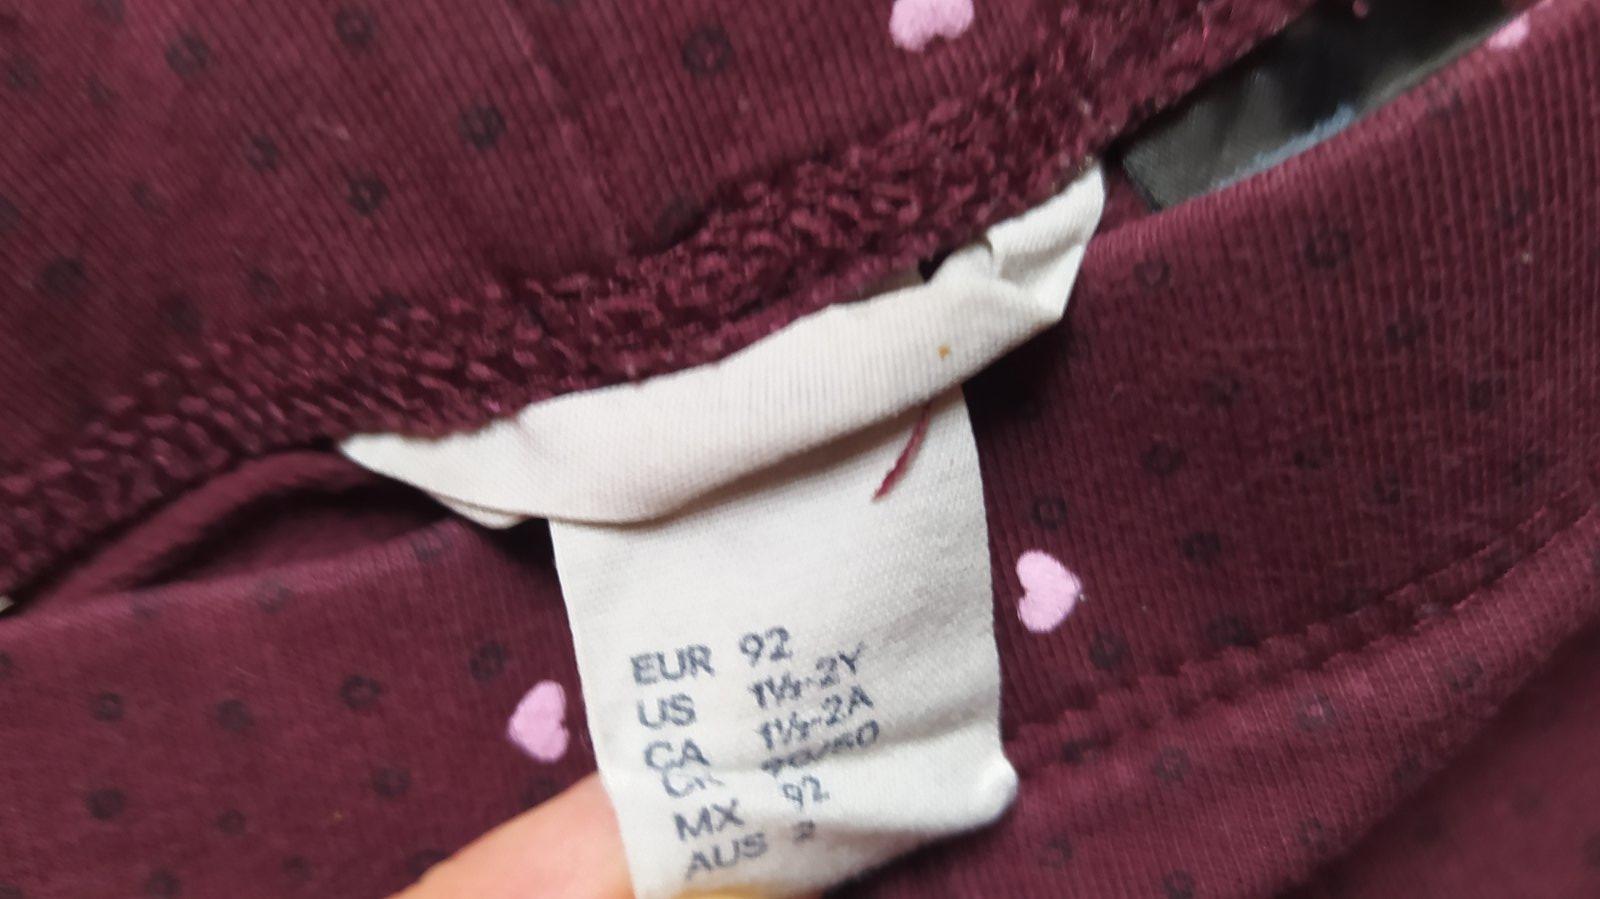 EUR 92
US 1½-2Y
CA 1½-2A
MX 92
AUS 2